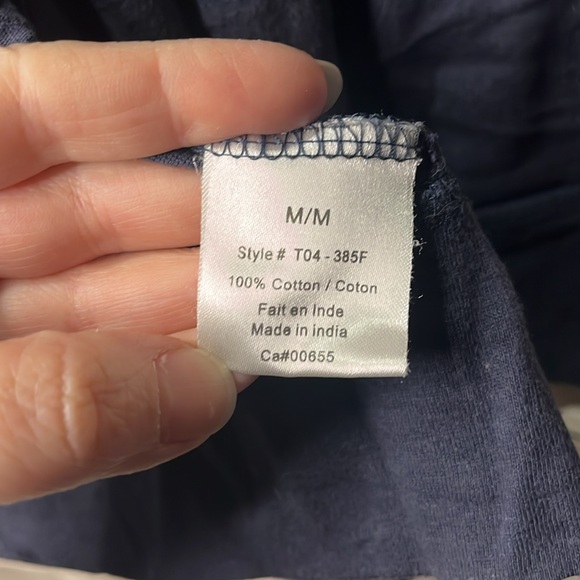 M/M
Style # T04 - 385F
100% Cotton / Coton
Fait en Inde
Made in india
Ca#00655